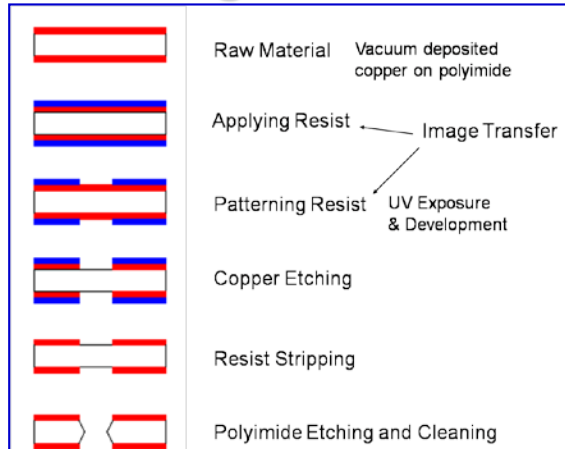 Raw Material
Vacuum deposited
copper on polyimide
Applying Resist
Image Transfer
Patterning Resist
UV Exposure
& Development
Copper Etching
Resist Stripping
Polyimide Etching and Cleaning